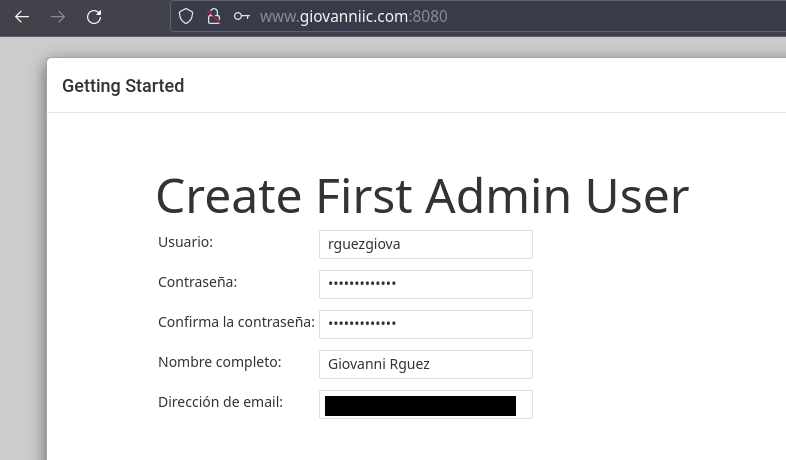 www.giovanniic.com:8080
Getting Started
Create First Admin User
Usuario: rguezgiova
Contraseña: •••••••••••••
Confirma la contraseña: •••••••••••••
Nombre completo: Giovanni Rguez
Dirección de email: